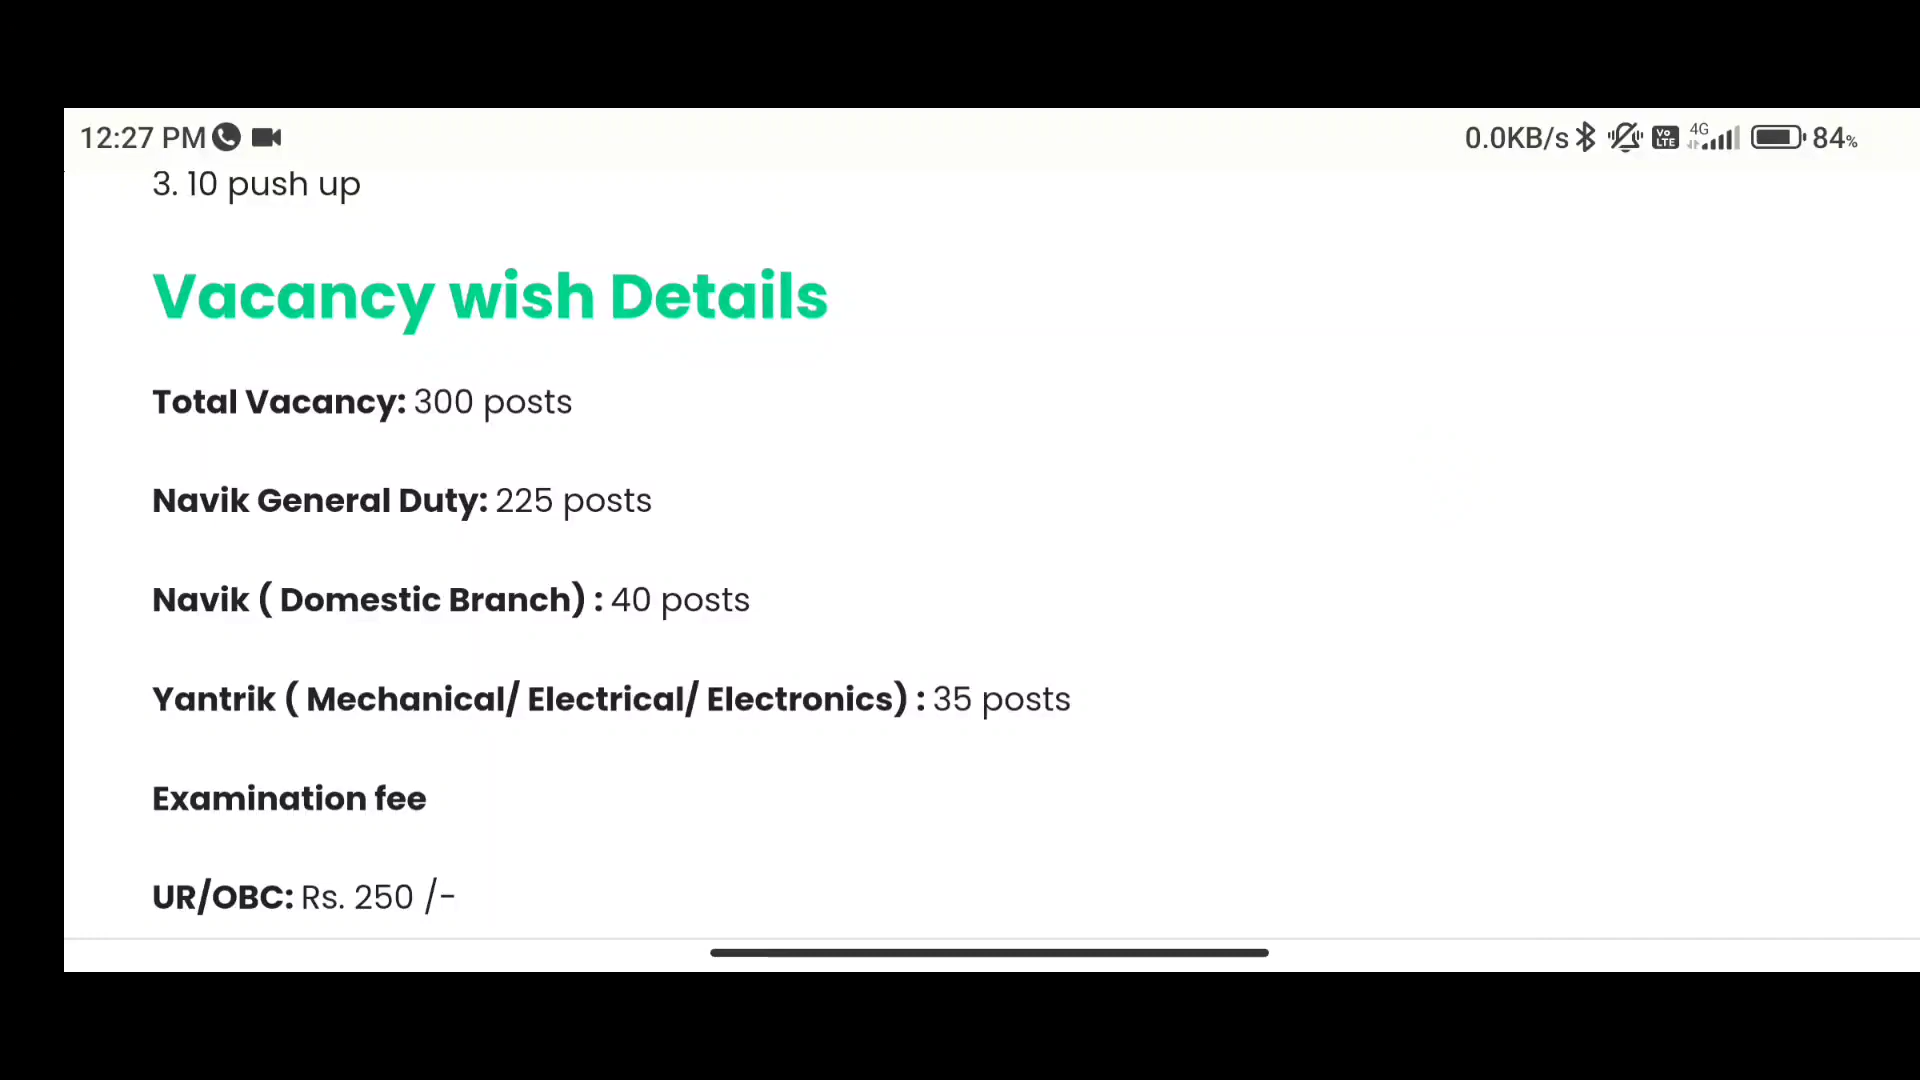 12:27 PM 0.0KB/s Vo LTE 4G 84%
3. 10 push up
Vacancy wish Details
Total Vacancy: 300 posts
Navik General Duty: 225 posts
Navik ( Domestic Branch) : 40 posts
Yantrik ( Mechanical/ Electrical/ Electronics) : 35 posts
Examination fee
UR/OBC: Rs. 250 /-